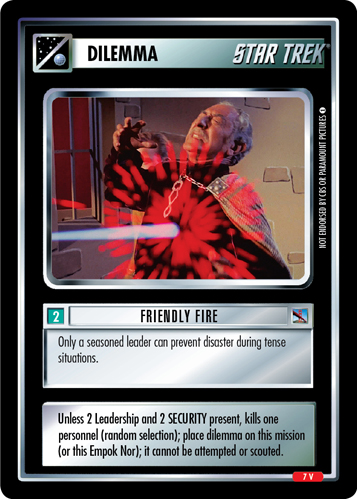 DILEMMA
STAR TREK
NOT ENDORSED BY CBS OR PARAMOUNT PICTURES
2
FRIENDLY FIRE
Only a seasoned leader can prevent disaster during tense
situations.
Unless 2 Leadership and 2 SECURITY present, kills one
personnel (random selection); place dilemma on this mission
(or this Empok Nor); it cannot be attempted or scouted.
7 V